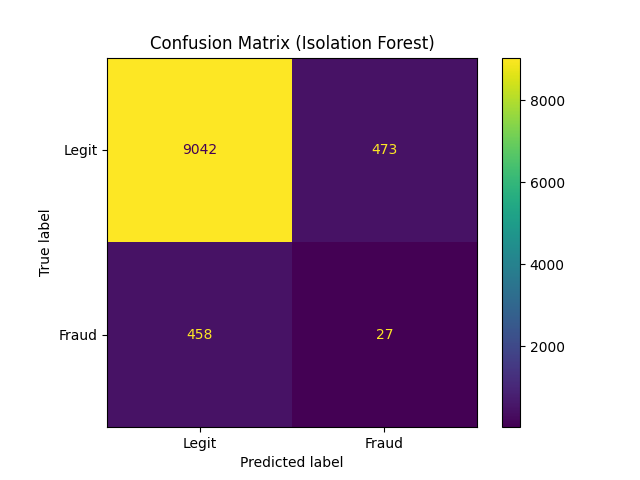 Confusion Matrix (Isolation Forest)
True label
Legit
Fraud
9042
473
458
27
Legit
Fraud
Predicted label
8000
6000
4000
2000